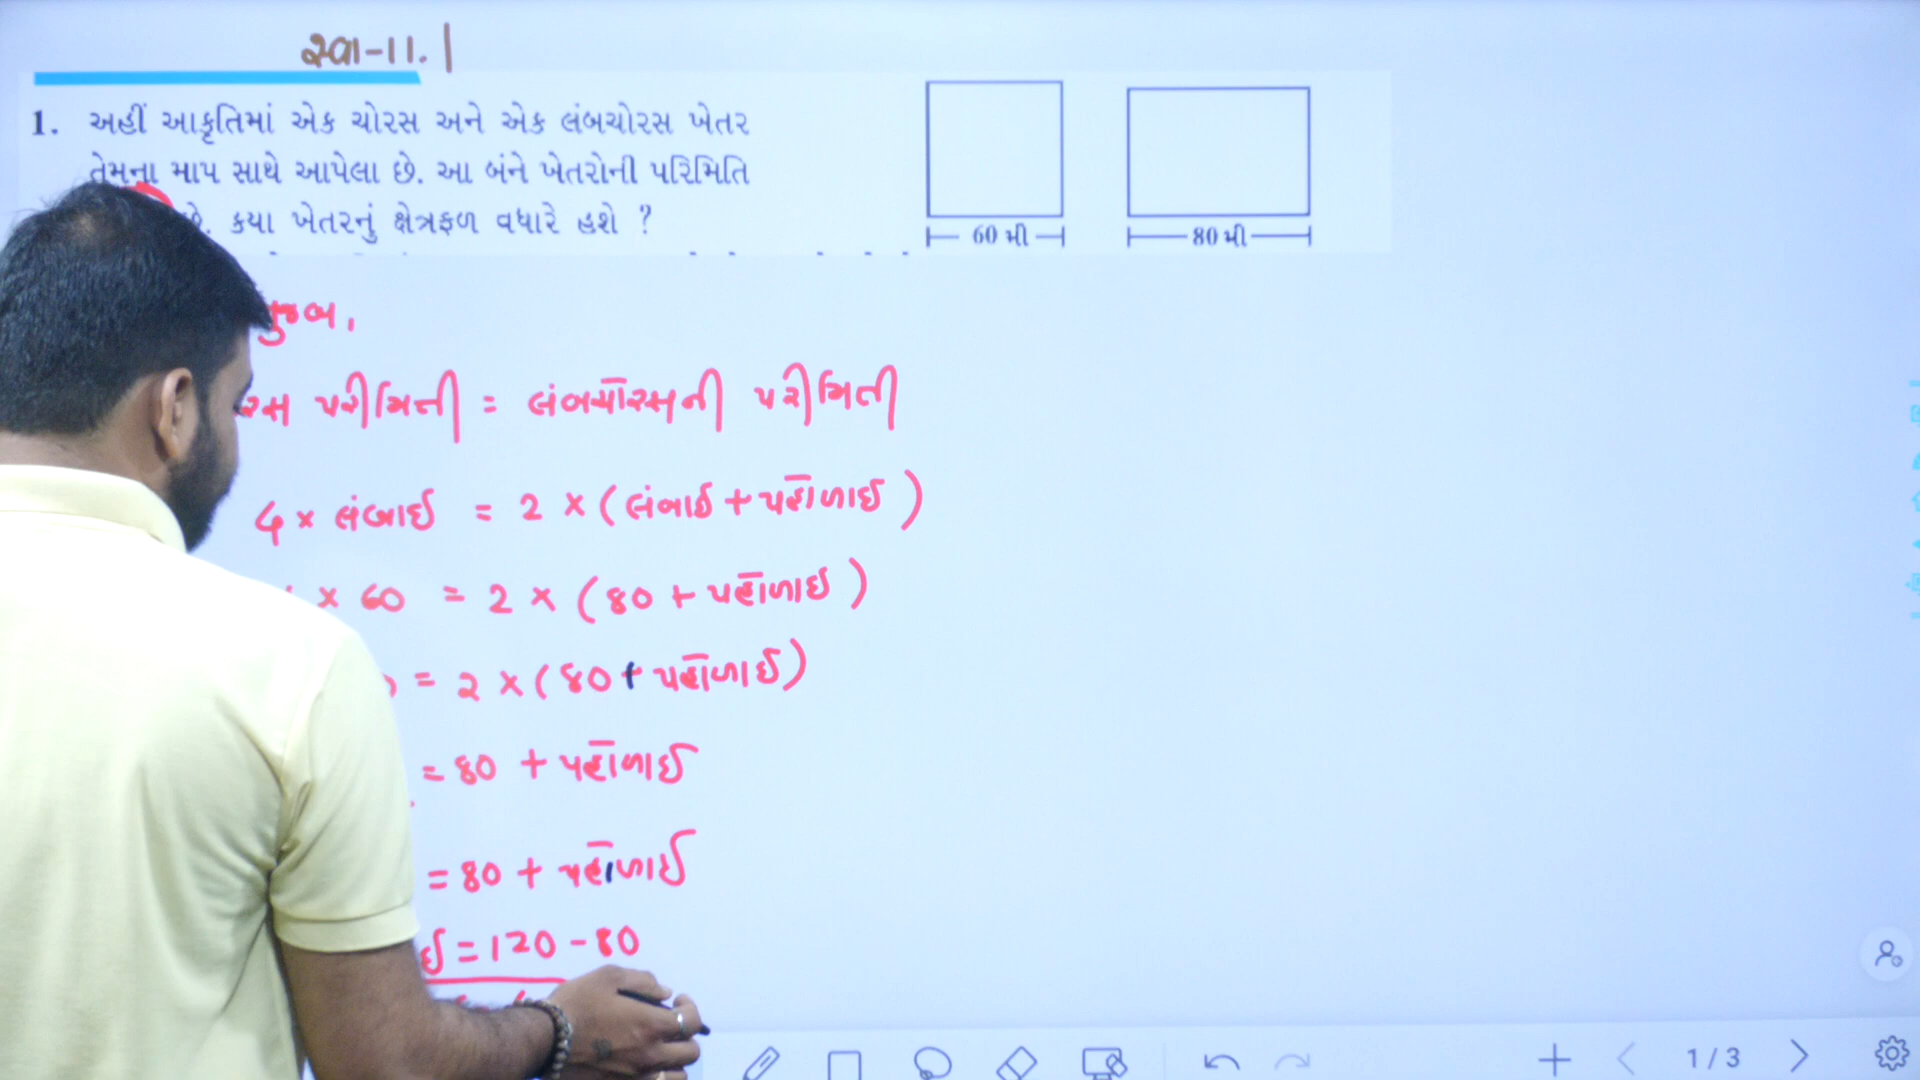 સ્વા-11.1
1. અહીં આકૃતિમાં એક ચોરસ અને એક લંબચોરસ ખેતર
તેમના માપ સાથે આપેલા છે. આ બંને ખેતરોની પરિમિતિ
છે. કયા ખેતરનું ક્ષેત્રફળ વધારે હશે ?
60 મી
80 મી
પરીમિતી = લંબચોરસની પરીમિતી
4 × લંબાઈ = 2 × (લંબાઈ + પહોળાઈ)
× 60 = 2 × (80 + પહોળાઈ)
= 2 × (80 + પહોળાઈ)
= 80 + પહોળાઈ
= 80 + પહોળાઈ
ઈ = 120 - 80
1/3